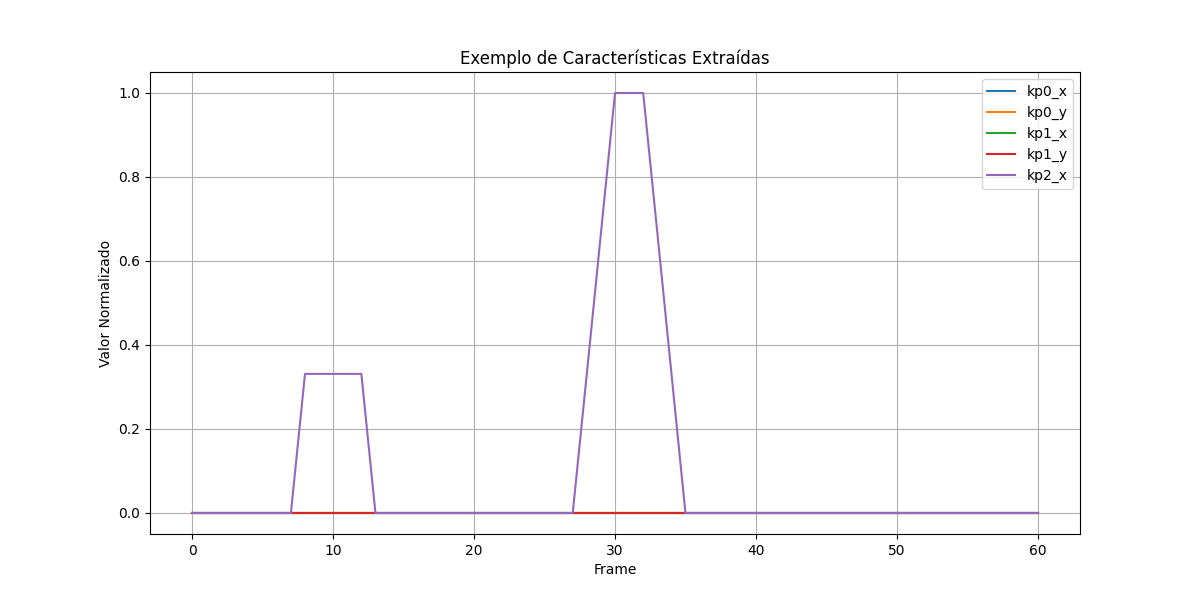 Exemplo de Características Extraídas
1.0
0.8
0.6
0.4
0.2
0.0
Valor Normalizado
0
10
20
30
40
50
60
Frame
kp0_x
kp0_y
kp1_x
kp1_y
kp2_x